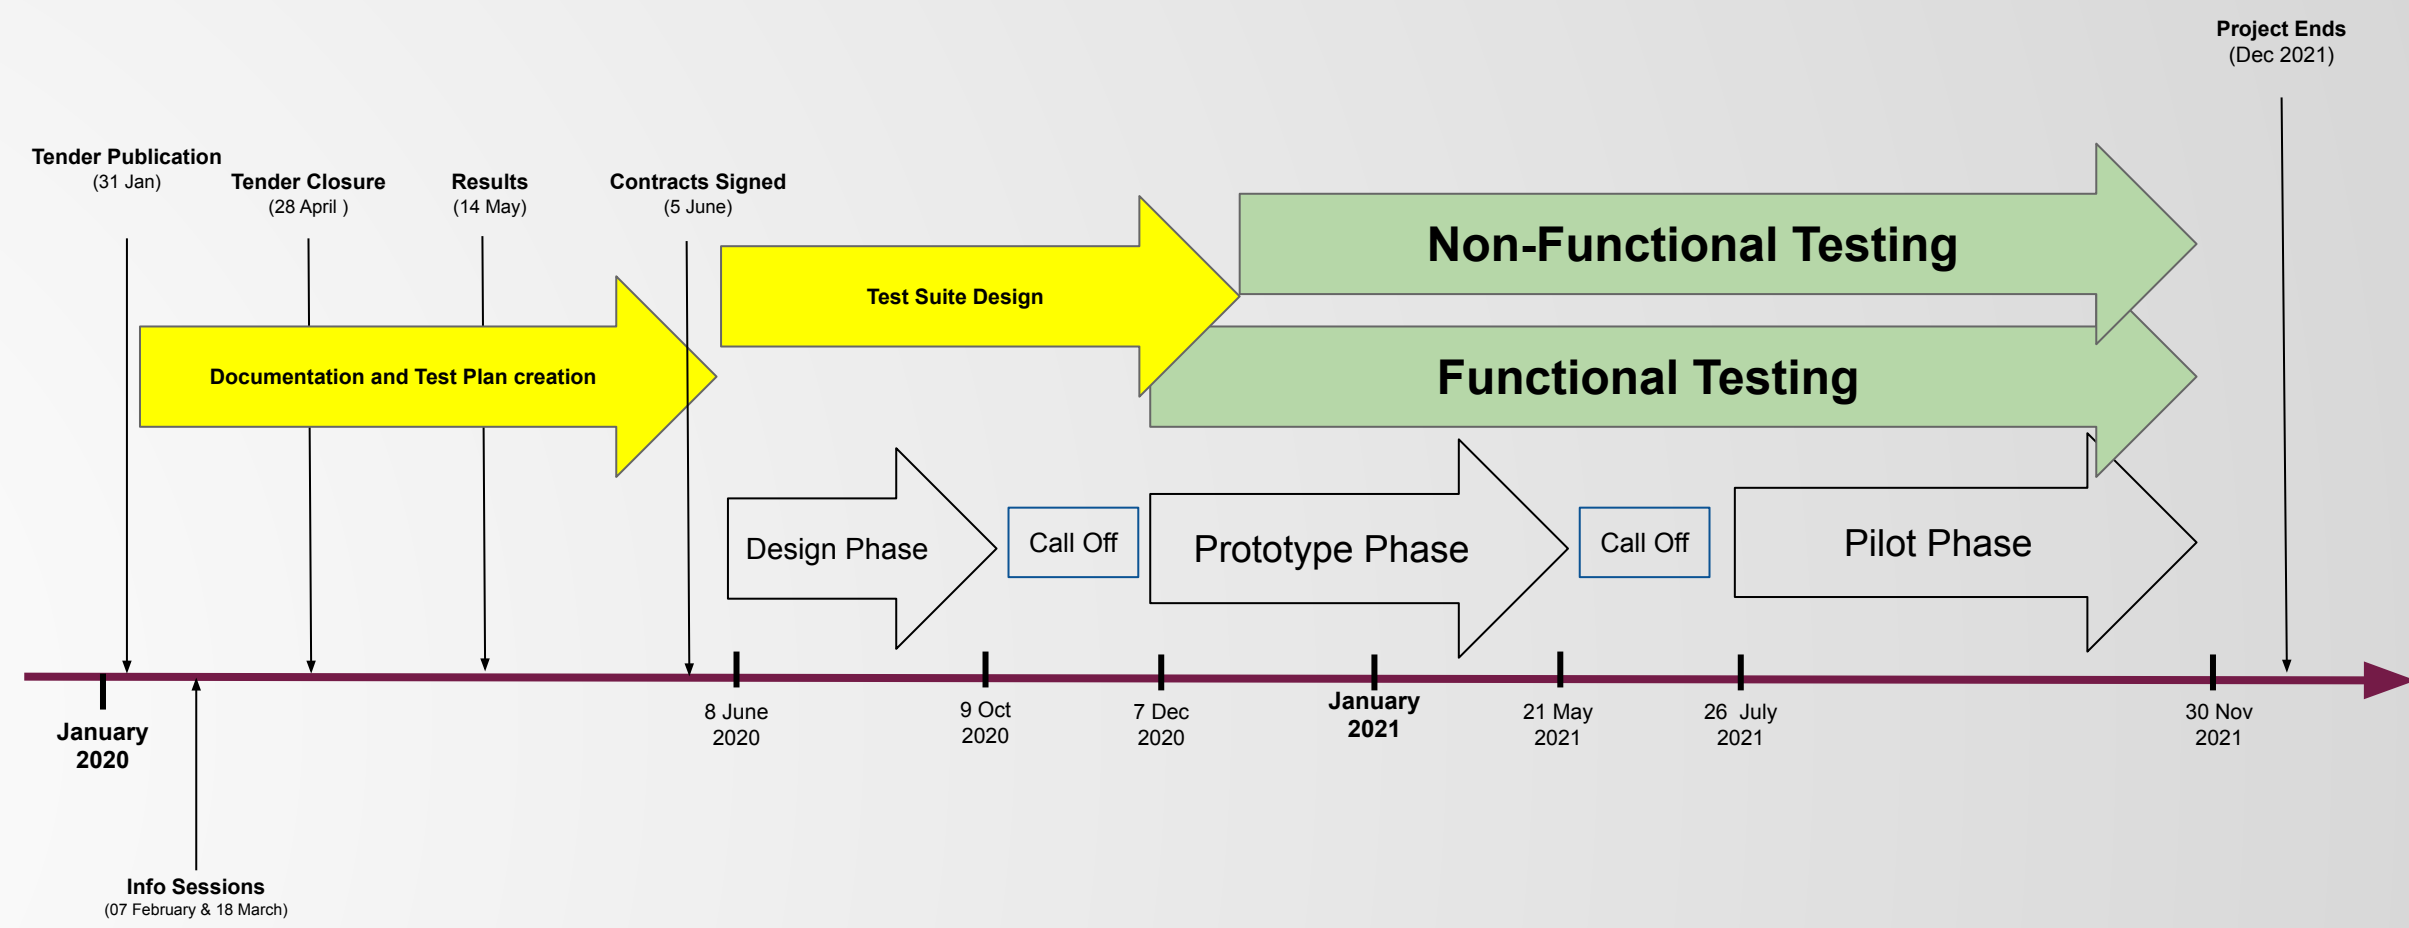 Project Ends
(Dec 2021)
Tender Publication
(31 Jan)
Tender Closure
(28 April )
Results
(14 May)
Contracts Signed
(5 June)
Non-Functional Testing
Test Suite Design
Documentation and Test Plan creation
Functional Testing
Design Phase
Call Off
Prototype Phase
Call Off
Pilot Phase
January
2020
8 June
2020
9 Oct
2020
7 Dec
2020
January
2021
21 May
2021
26  July
2021
30 Nov
2021
Info Sessions
(07 February & 18 March)